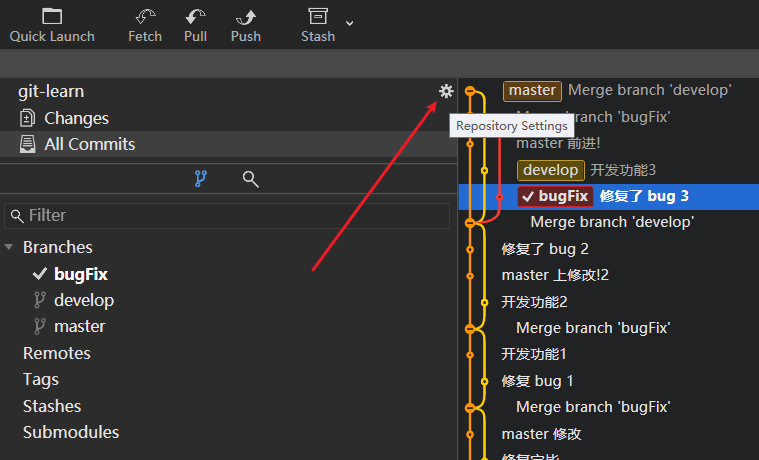 Quick Launch
Fetch
Pull
Push
Stash
git-learn
Changes
All Commits
Filter
Branches
bugFix
develop
master
Remotes
Tags
Stashes
Submodules
master Merge branch 'develop'
branch 'bugFix'
Repository Settings
master 前进!
develop 开发功能3
bugFix 修复了 bug 3
Merge branch 'develop'
修复了 bug 2
master 上修改!2
开发功能2
Merge branch 'bugFix'
开发功能1
修复 bug 1
Merge branch 'bugFix'
master 修改